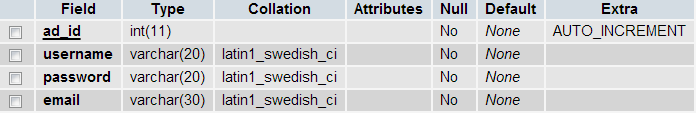 Field Type Collation Attributes Null Default Extra
ad_id int(11) No None AUTO_INCREMENT
username varchar(20) latin1_swedish_ci No None
password varchar(20) latin1_swedish_ci No None
email varchar(30) latin1_swedish_ci No None